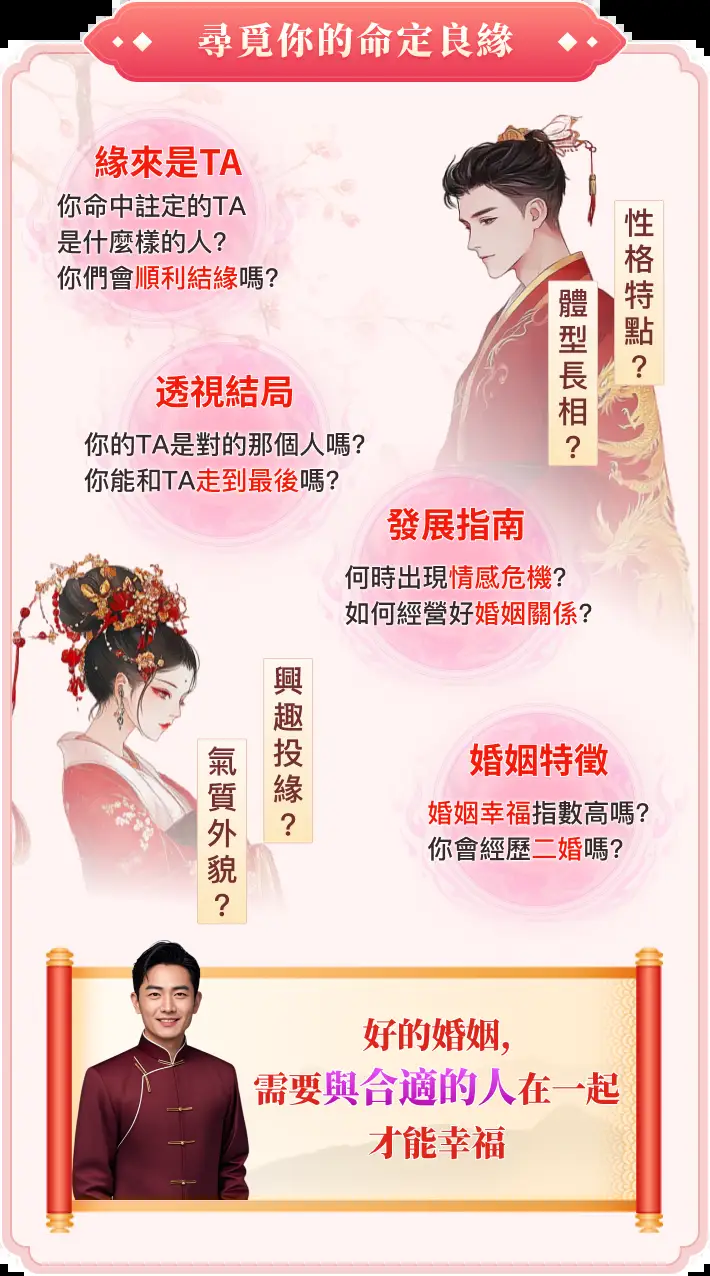 尋覓你的命定良緣
緣來是TA
你命中註定的TA
是什麼樣的人?
你們會順利結緣嗎?
性格特點?
體型長相?
透視結局
你的TA是對的那個人嗎?
你能和TA走到最後嗎?
發展指南
何時出現情感危機?
如何經營好婚姻關係?
興趣投緣?
氣質外貌?
婚姻特徵
婚姻幸福指數高嗎?
你會經歷二婚嗎?
好的婚姻,
需要與合適的人在一起
才能幸福